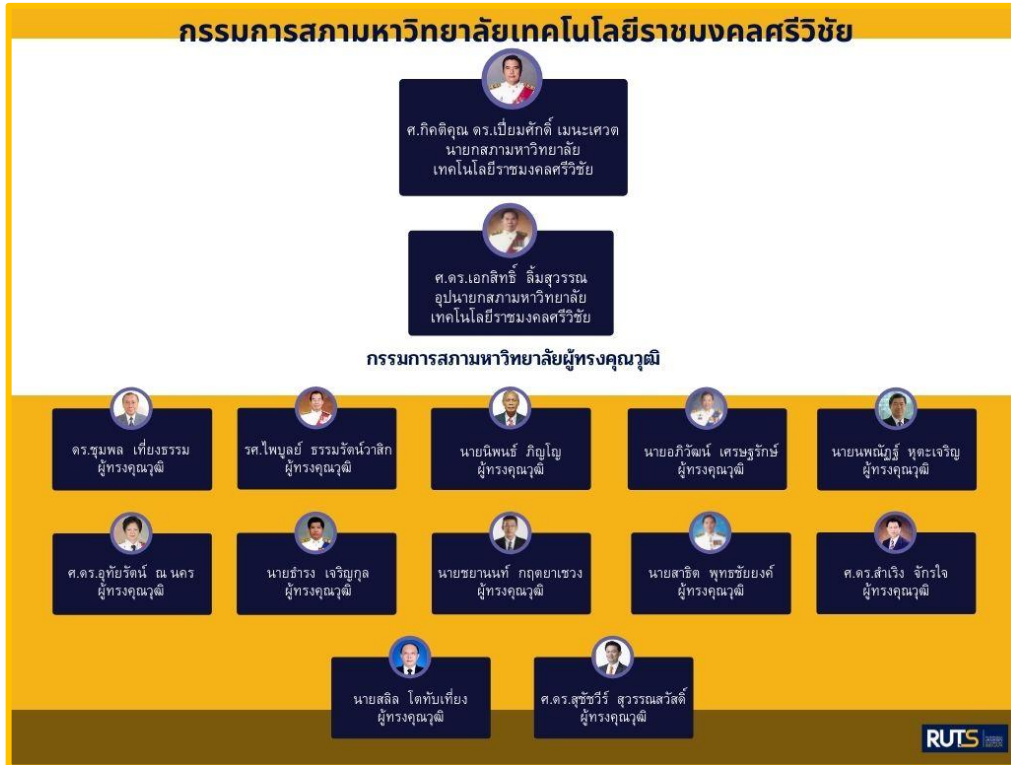 กรรมการสภามหาวิทยาลัยเทคโนโลยีราชมงคลศรีวิชัย
ศ.กิคติคุณ ดร.เปี่ยมศักดิ์ เมนะเศวต
นายกสภามหาวิทยาลัย
เทคโนโลยีราชมงคลศรีวิชัย
ศ.ดร.เอกสิทธิ์ ลิ้มสุวรรณ
อุปนายกสภามหาวิทยาลัย
เทคโนโลยีราชมงคลศรีวิชัย
กรรมการสภามหาวิทยาลัยผู้ทรงคุณวุฒิ
ดร.ชุมพล เที่ยงธรรม
ผู้ทรงคุณวุฒิ
รศ.ไพบูลย์ ธรรมรัตน์วาสิก
ผู้ทรงคุณวุฒิ
นายนิพนธ์ ภิญโญ
ผู้ทรงคุณวุฒิ
นายอภิวัฒน์ เศรษฐรักษ์
ผู้ทรงคุณวุฒิ
นายนพณัฏฐ์ หุตะเจริญ
ผู้ทรงคุณวุฒิ
ศ.ดร.อุทัยรัตน์ ณ นคร
ผู้ทรงคุณวุฒิ
นายธำรง เจริญกุล
ผู้ทรงคุณวุฒิ
นายชยานนท์ กฤตยาเชวง
ผู้ทรงคุณวุฒิ
นายสาธิต พุทธชัยยงค์
ผู้ทรงคุณวุฒิ
ศ.ดร.สำเริง จักรใจ
ผู้ทรงคุณวุฒิ
นายสลิล โตทับเที่ยง
ผู้ทรงคุณวุฒิ
ศ.ดร.สุชัชวีร์ สุวรรณสวัสดิ์
ผู้ทรงคุณวุฒิ
RUTS